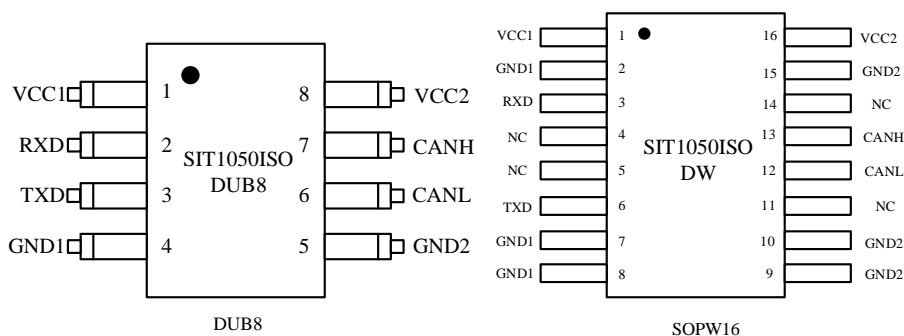 VCC1 1 8 VCC2
RXD 2 7 CANH
SIT1050ISO
DUB8
TXD 3 6 CANL
GND1 4 5 GND2
DUB8
VCC1 1 16 VCC2
GND1 2 15 GND2
RXD 3 14 NC
NC 4 13 CANH
SIT1050ISO
DW
NC 5 12 CANL
TXD 6 11 NC
GND1 7 10 GND2
GND1 8 9 GND2
SOPW16